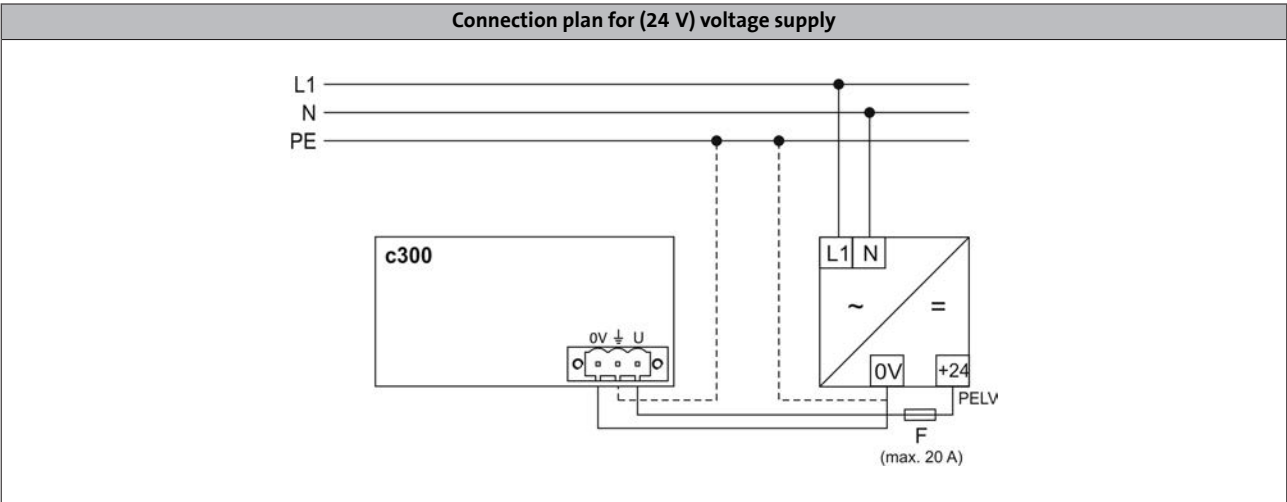 Connection plan for (24 V) voltage supply
L1
N
PE
c300
L1 N
~ =
0V ⏚ U
0V +24
PELV
F
(max. 20 A)